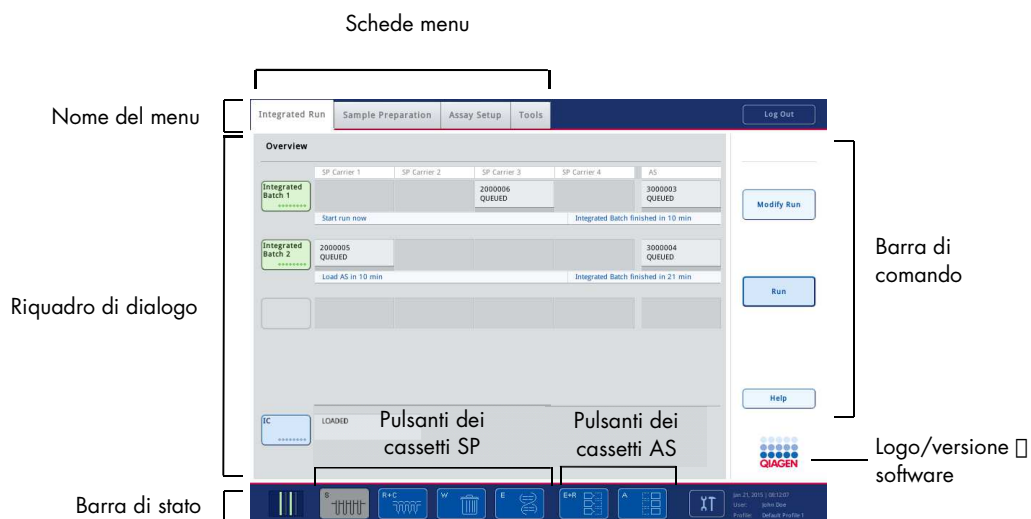 Schede menu
Nome del menu
Integrated Run Sample Preparation Assay Setup Tools Log Out
Overview
SP Carrier 1 SP Carrier 2 SP Carrier 3 SP Carrier 4 AS
Integrated
Batch 1
2000006
QUEUED
3000003
QUEUED
Start run now Integrated Batch finished in 10 min
Modify Run
Integrated
Batch 2
2000005
QUEUED
3000004
QUEUED
Load AS in 10 min Integrated Batch finished in 21 min
Run
Barra di
comando
Riquadro di dialogo
Help
IC
LOADED
Pulsanti dei
cassetti SP
Pulsanti dei
cassetti AS
QIAGEN
Logo/versione
software
Barra di stato
S R+C W E E+R A
Jan 21, 2015 | 08:12:07
User: John Doe
Profile: Default Profile 1